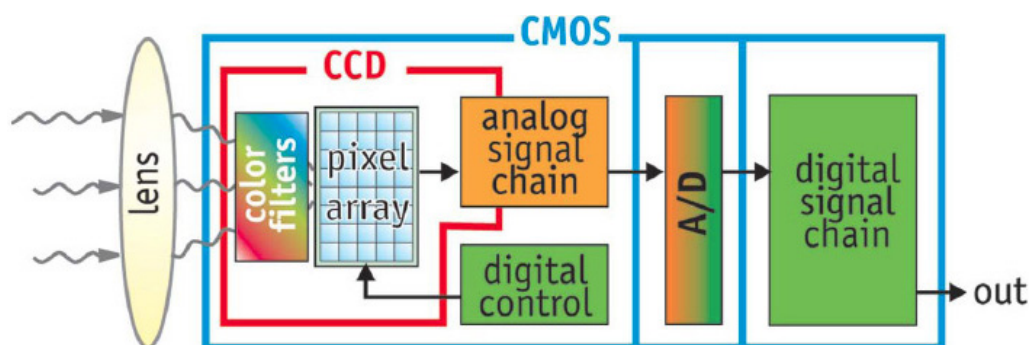 CMOS
CCD
lens
color
filters
pixel
array
analog
signal
chain
digital
control
A/D
digital
signal
chain
out